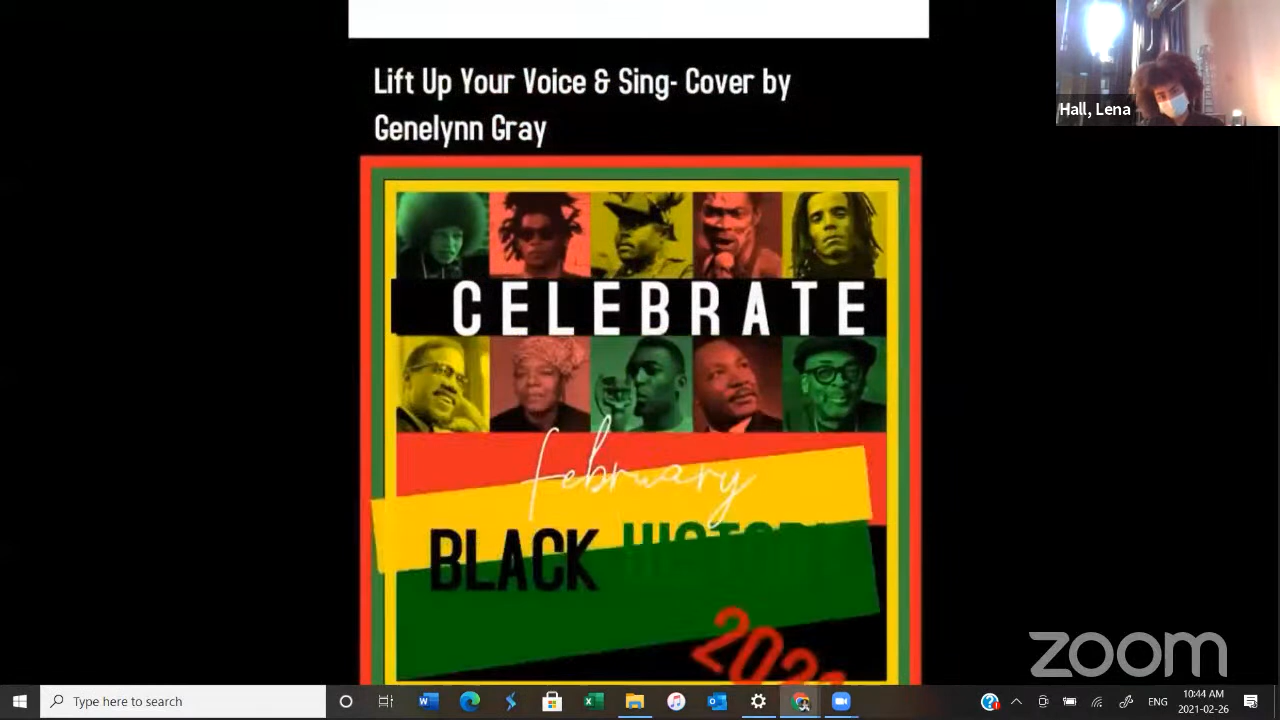 Lift Up Your Voice & Sing- Cover by
Genelynn Gray
Hall, Lena
CELEBRATE
february
BLACK HISTORY
zoom
Type here to search
ENG
10:44 AM
2021-02-26